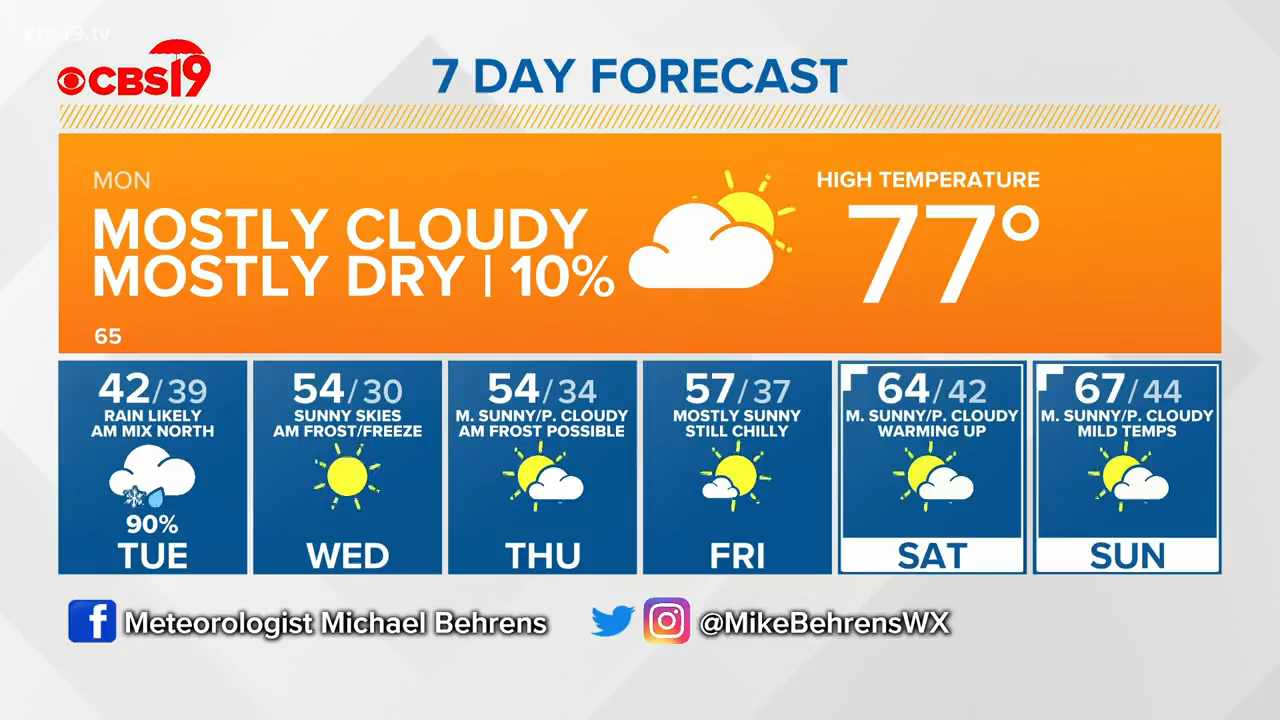 CBS19
7 DAY FORECAST
MON
MOSTLY CLOUDY
MOSTLY DRY | 10%
65
HIGH TEMPERATURE
77°
42/39
RAIN LIKELY
AM MIX NORTH
90%
TUE
54/30
SUNNY SKIES
AM FROST/FREEZE
WED
54/34
M. SUNNY/P. CLOUDY
AM FROST POSSIBLE
THU
57/37
MOSTLY SUNNY
STILL CHILLY
FRI
64/42
M. SUNNY/P. CLOUDY
WARMING UP
SAT
67/44
M. SUNNY/P. CLOUDY
MILD TEMPS
SUN
Meteorologist Michael Behrens
@MikeBehrensWX